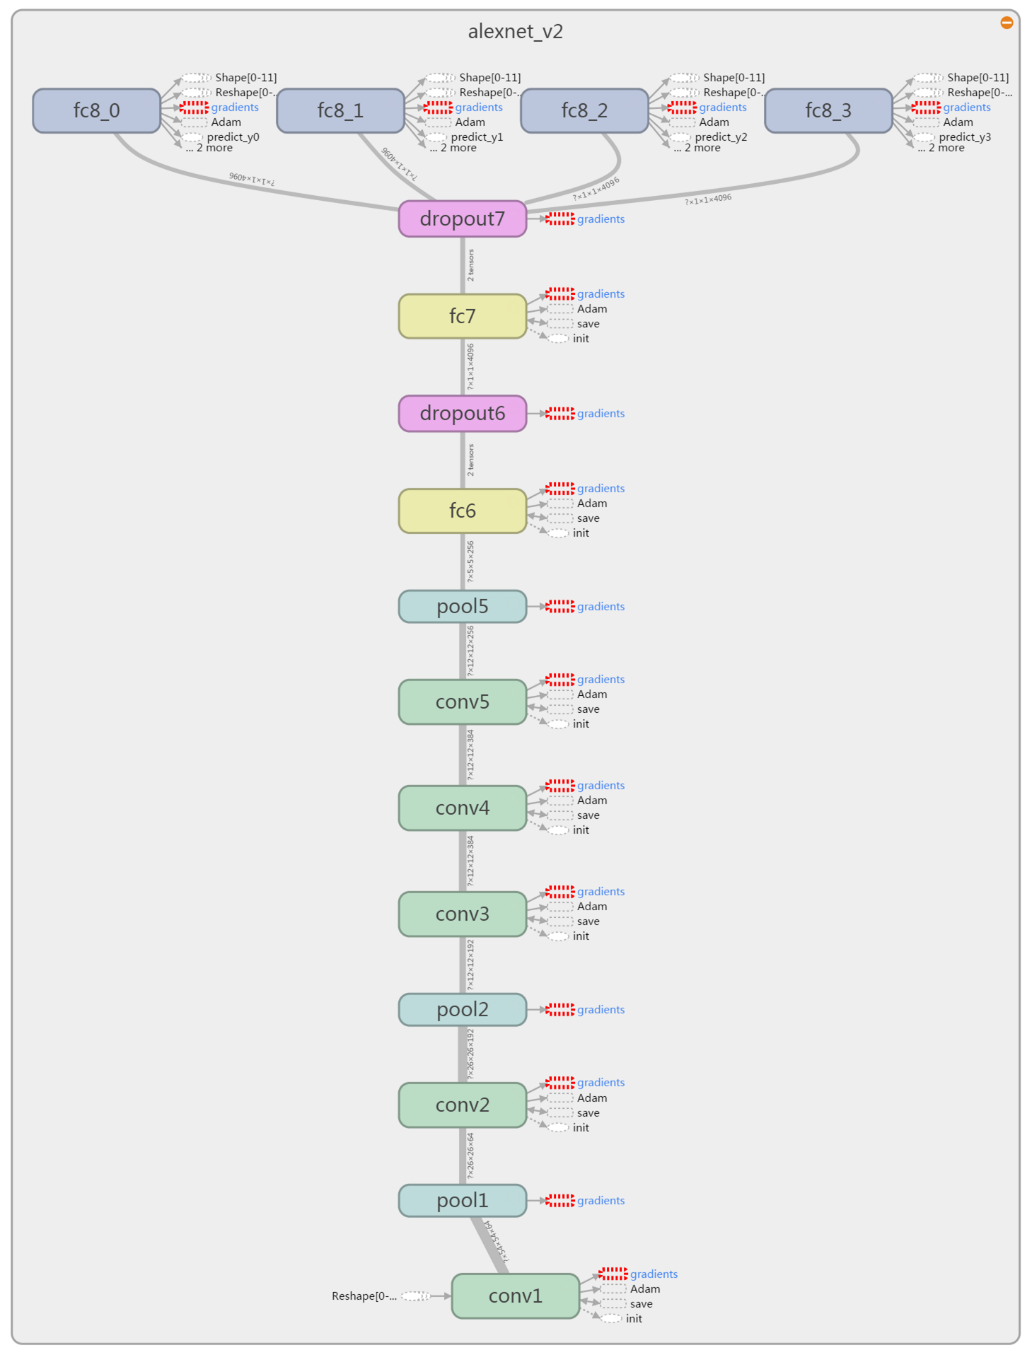 alexnet_v2
fc8_0
Shape[0-11]
Reshape[0-...
gradients
Adam
predict_y0
... 2 more
fc8_1
Shape[0-11]
Reshape[0-...
gradients
Adam
predict_y1
... 2 more
fc8_2
Shape[0-11]
Reshape[0-...
gradients
Adam
predict_y2
... 2 more
fc8_3
Shape[0-11]
Reshape[0-...
gradients
Adam
predict_y3
... 2 more
?×1×1×4096
?×1×1×4096
?×1×1×4096
?×1×1×4096
dropout7
gradients
2 tensors
fc7
gradients
Adam
save
init
?×1×1×4096
dropout6
gradients
2 tensors
fc6
gradients
Adam
save
init
?×5×5×256
pool5
gradients
?×12×12×256
conv5
gradients
Adam
save
init
?×12×12×384
conv4
gradients
Adam
save
init
?×12×12×384
conv3
gradients
Adam
save
init
?×12×12×192
pool2
gradients
?×26×26×192
conv2
gradients
Adam
save
init
?×26×26×64
pool1
gradients
?×54×54×64
Reshape[0-...
conv1
gradients
Adam
save
init